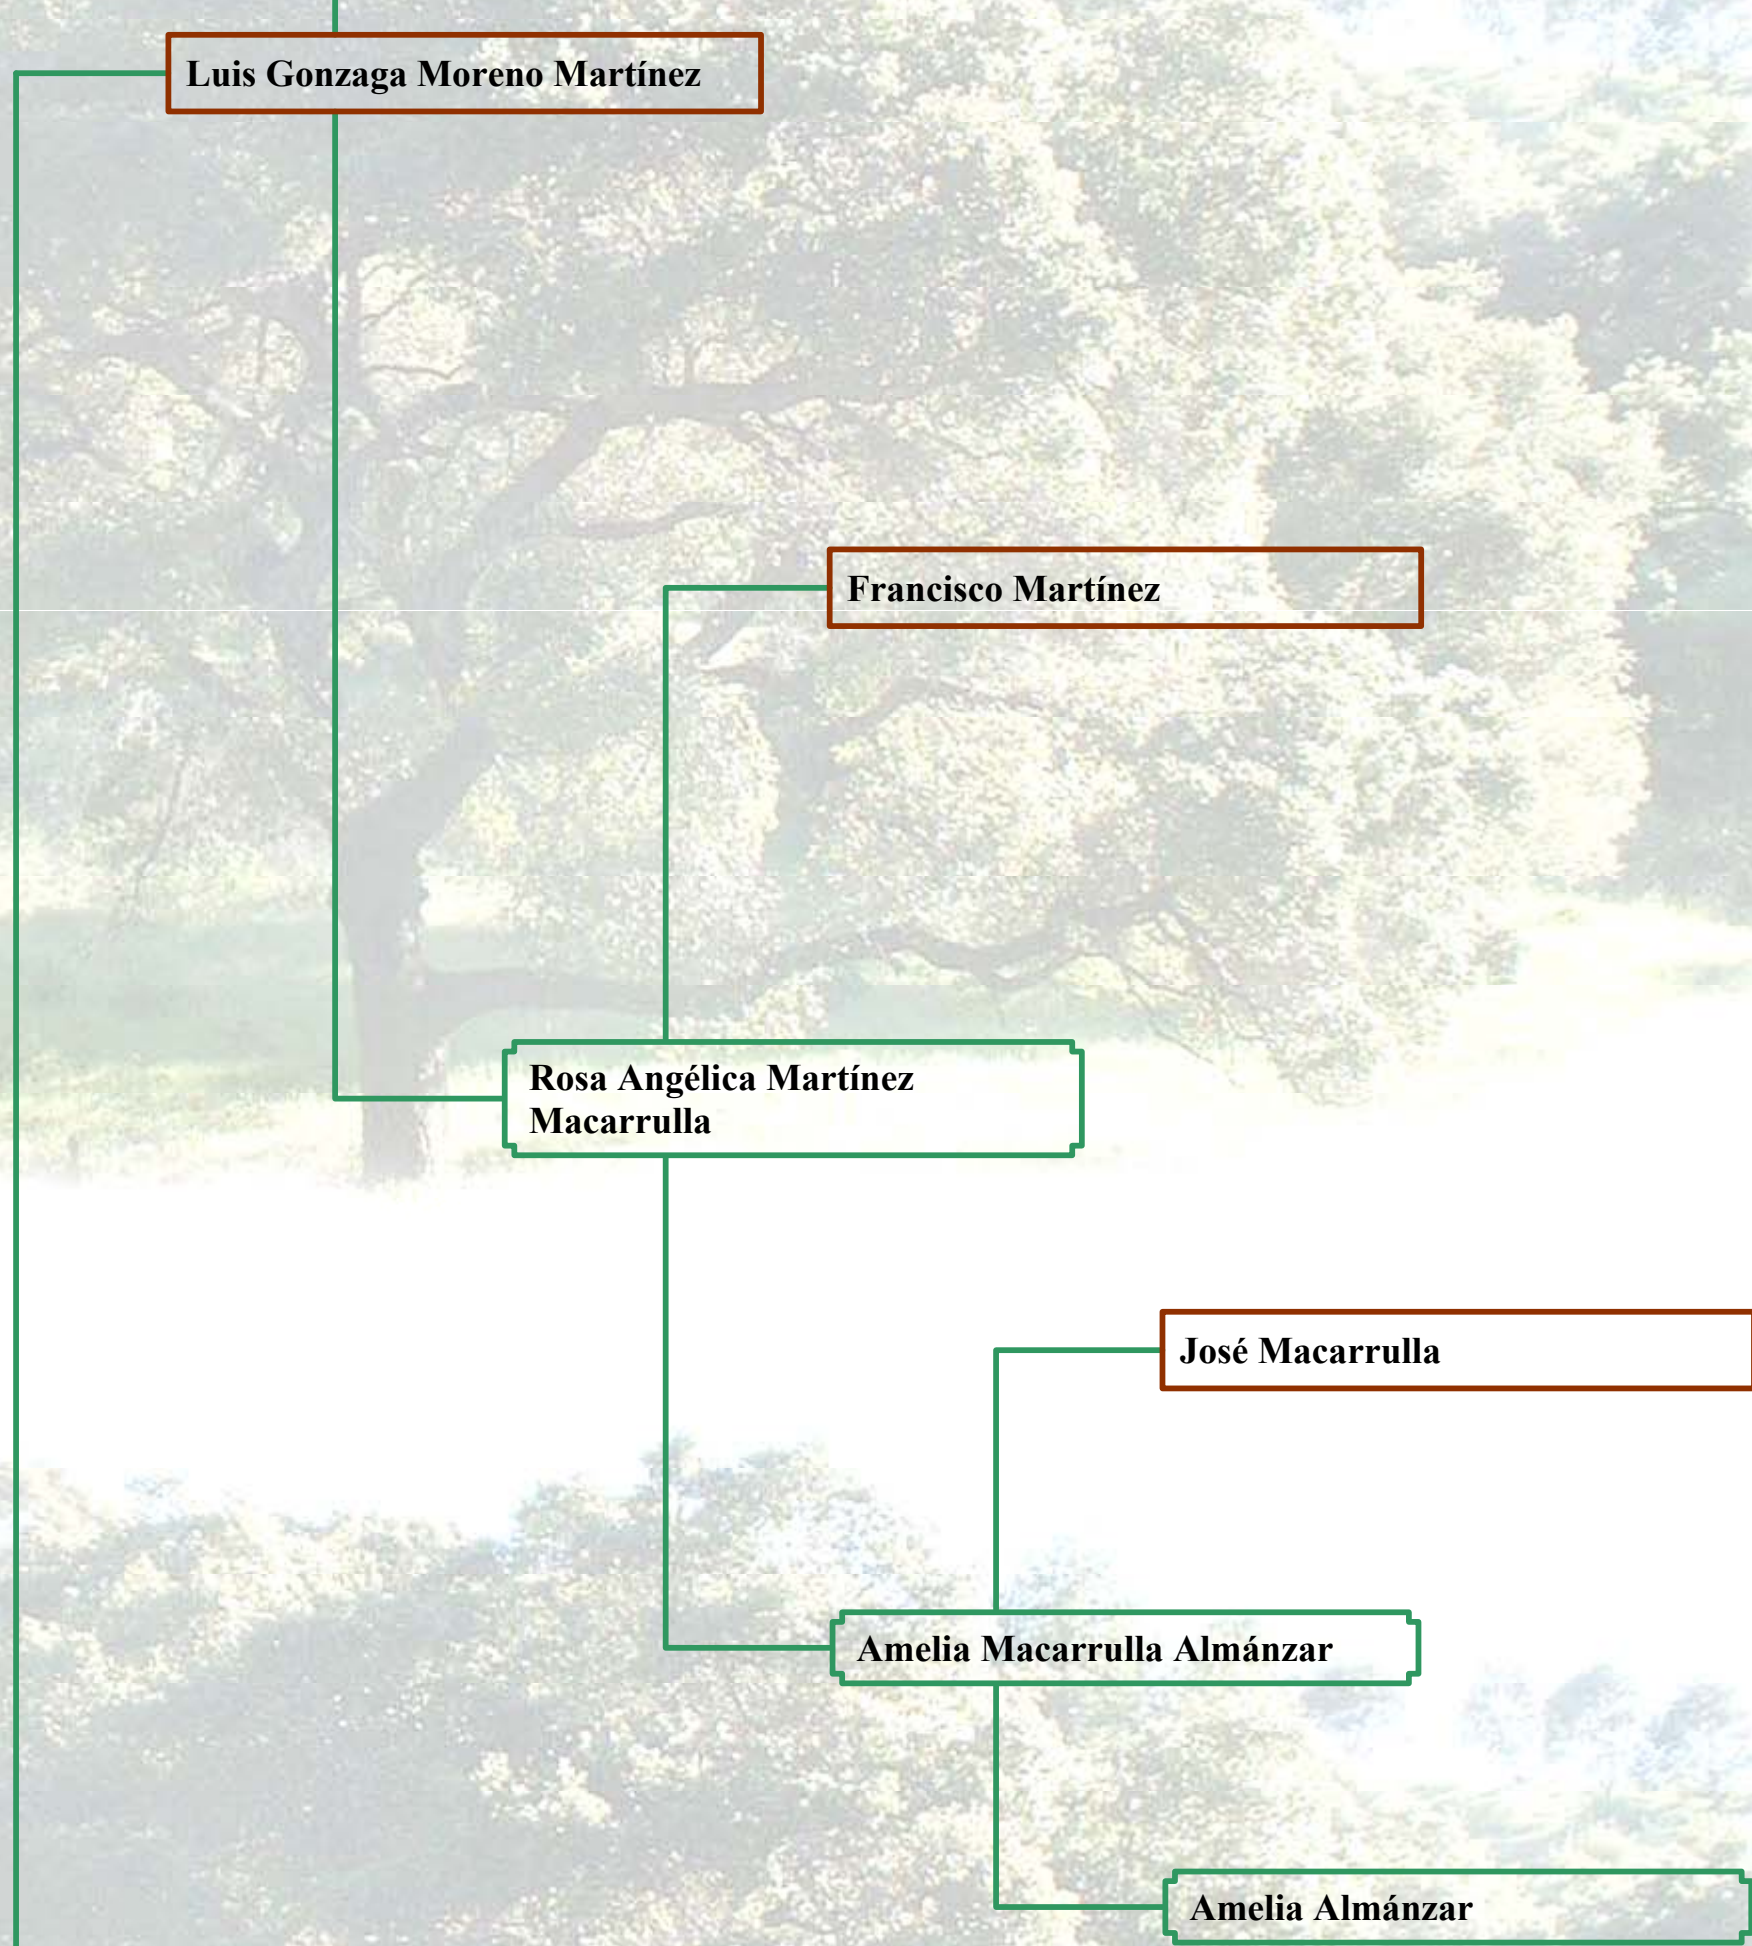 Luis Gonzaga Moreno Martínez
Francisco Martínez
Rosa Angélica Martínez
Macarrulla
José Macarrulla
Amelia Macarrulla Almánzar
Amelia Almánzar